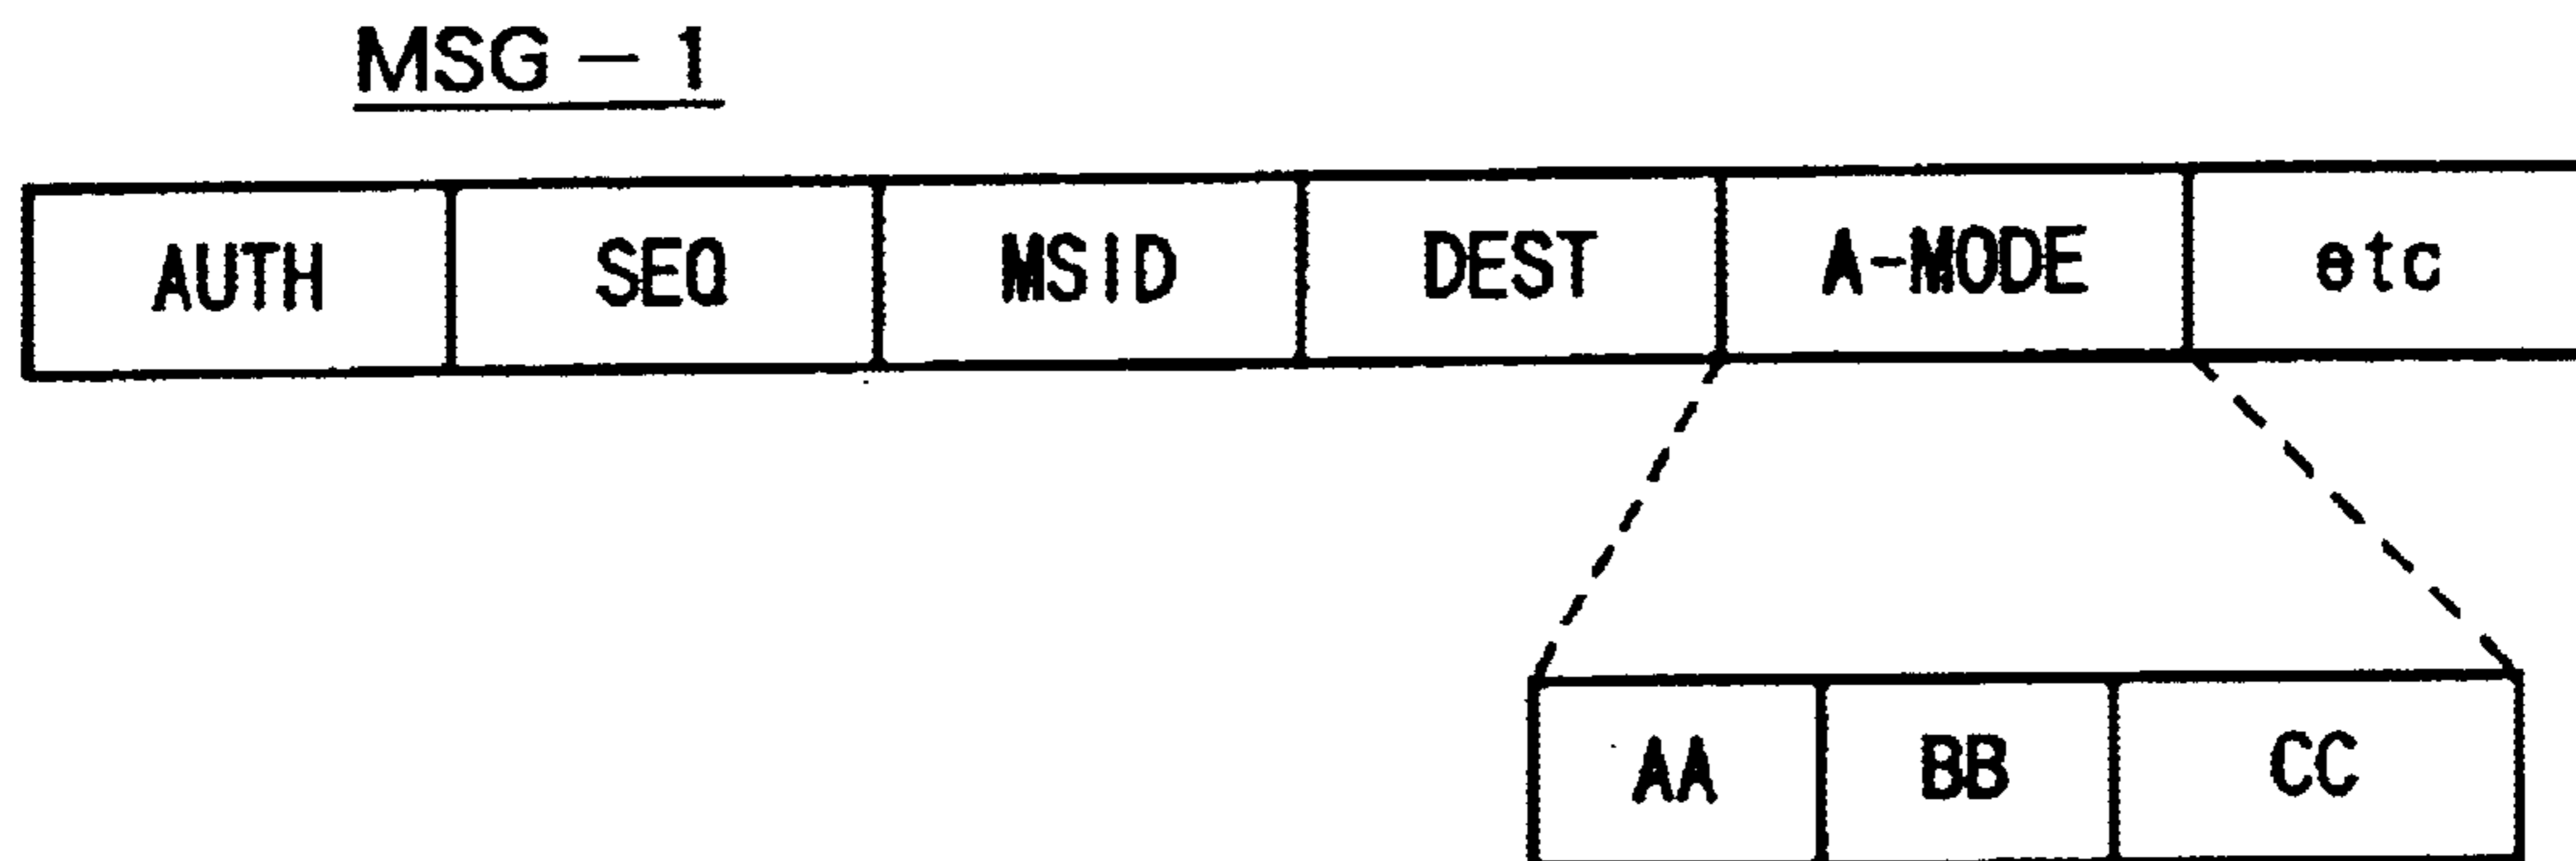 MSG – 1
AUTH SEQ MSID DEST A-MODE etc
AA BB CC